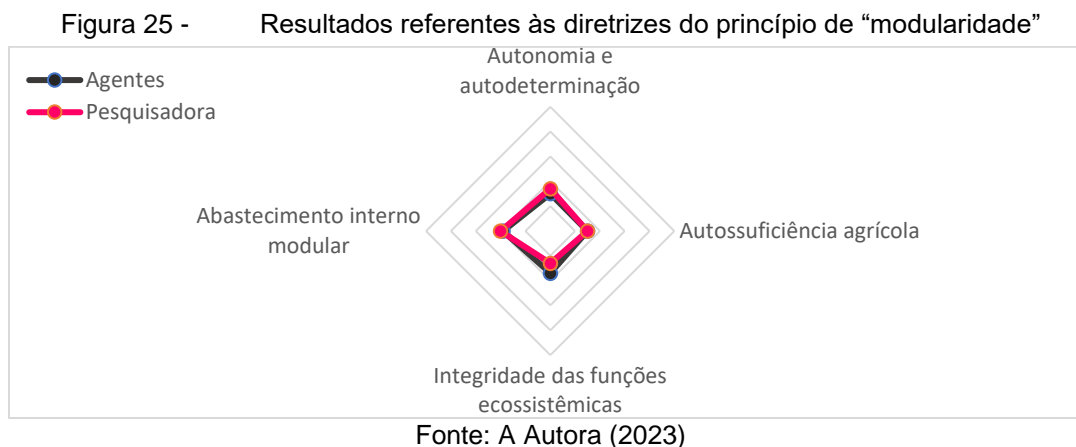 Figura 25 - Resultados referentes às diretrizes do princípio de “modularidade”
Agentes
Pesquisadora
Autonomia e
autodeterminação
Abastecimento interno
modular
Autossuficiência agrícola
Integridade das funções
ecossistêmicas
Fonte: A Autora (2023)